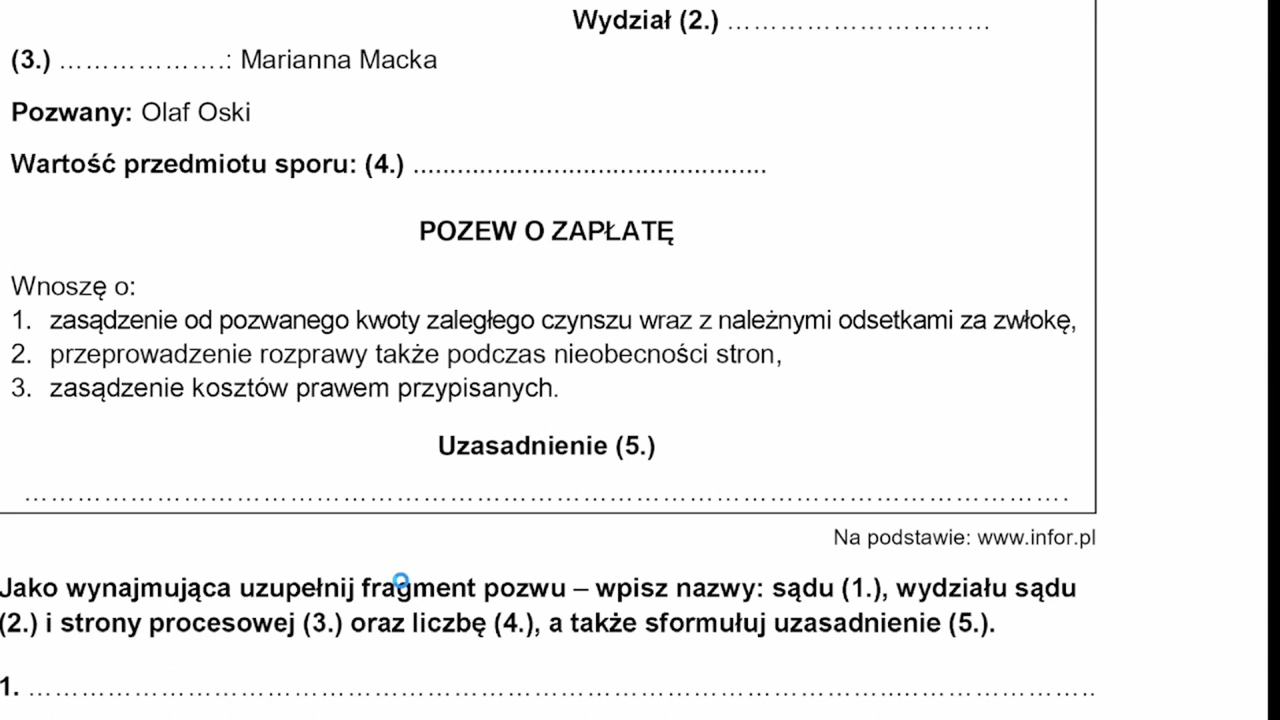 Wydział (2.) ……………………….
(3.) ……………….: Marianna Macka
Pozwany: Olaf Oski
Wartość przedmiotu sporu: (4.) ................................................
POZEW O ZAPŁATĘ
Wnoszę o:
1. zasądzenie od pozwanego kwoty zaległego czynszu wraz z należnymi odsetkami za zwłokę,
2. przeprowadzenie rozprawy także podczas nieobecności stron,
3. zasądzenie kosztów prawem przypisanych.
Uzasadnienie (5.)
………………………………………………………………………………………………………….
Na podstawie: www.infor.pl
Jako wynajmująca uzupełnij fragment pozwu – wpisz nazwy: sądu (1.), wydziału sądu
(2.) i strony procesowej (3.) oraz liczbę (4.), a także sformułuj uzasadnienie (5.).
1. ……………………………………………………………………………………………………………..